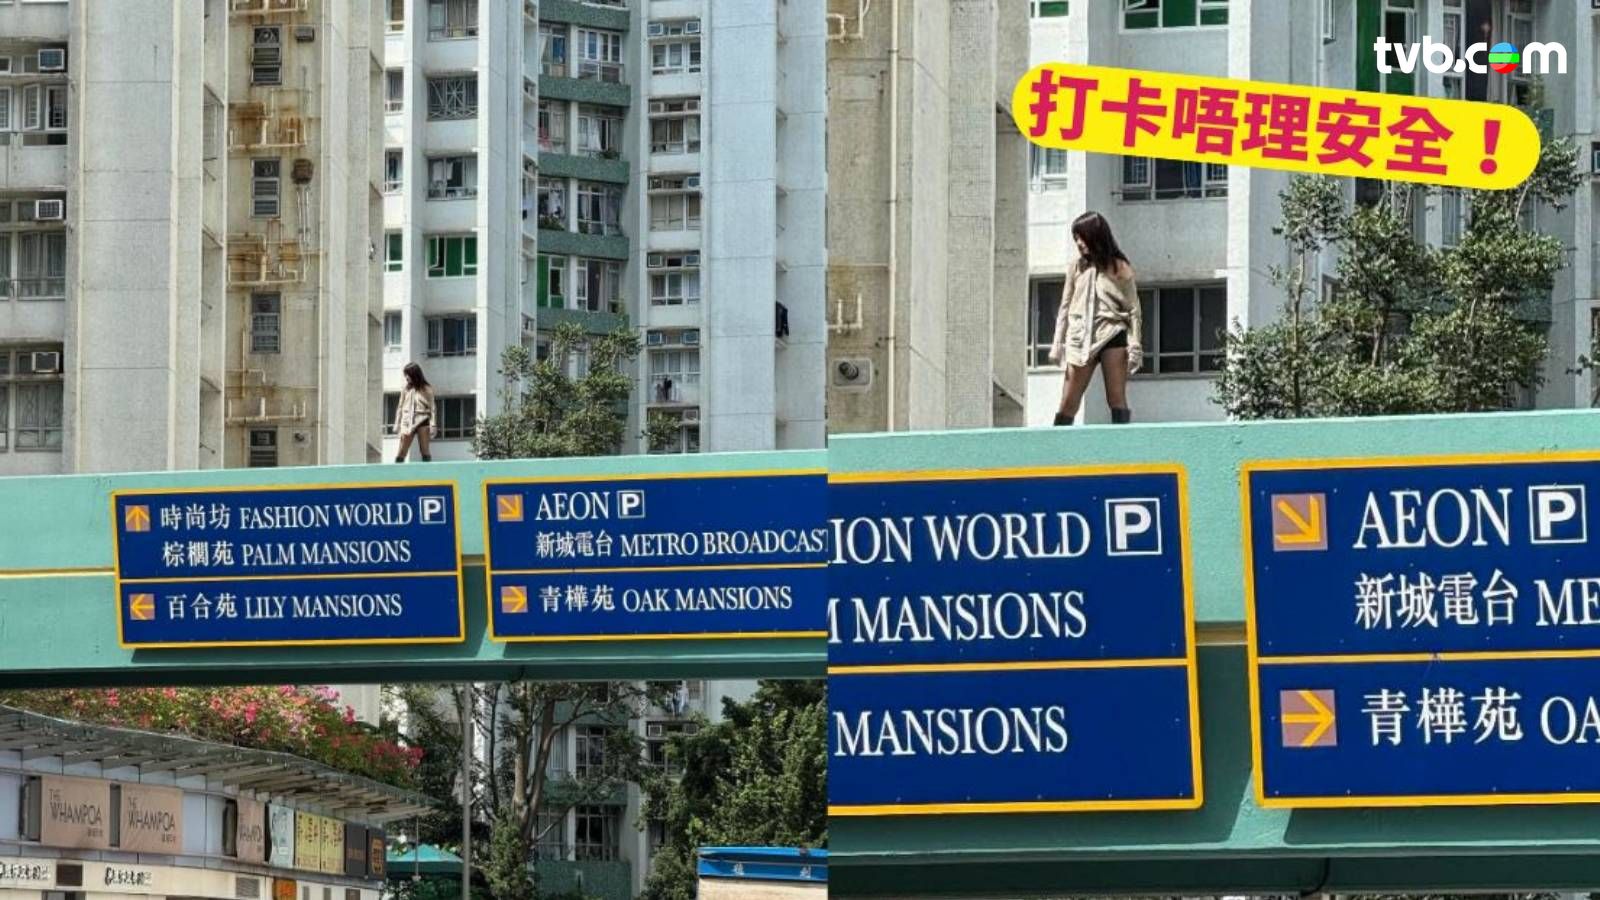 tvb.com
打卡唔理安全！
時尚坊 FASHION WORLD P
棕櫚苑 PALM MANSIONS
百合苑 LILY MANSIONS
AEON P
新城電台 METRO BROADCAST
青樺苑 OAK MANSIONS
THE WHAMPOA
THE WHAMPOA
ION WORLD P
M MANSIONS
MANSIONS
AEON P
新城電台 ME
青樺苑 OA